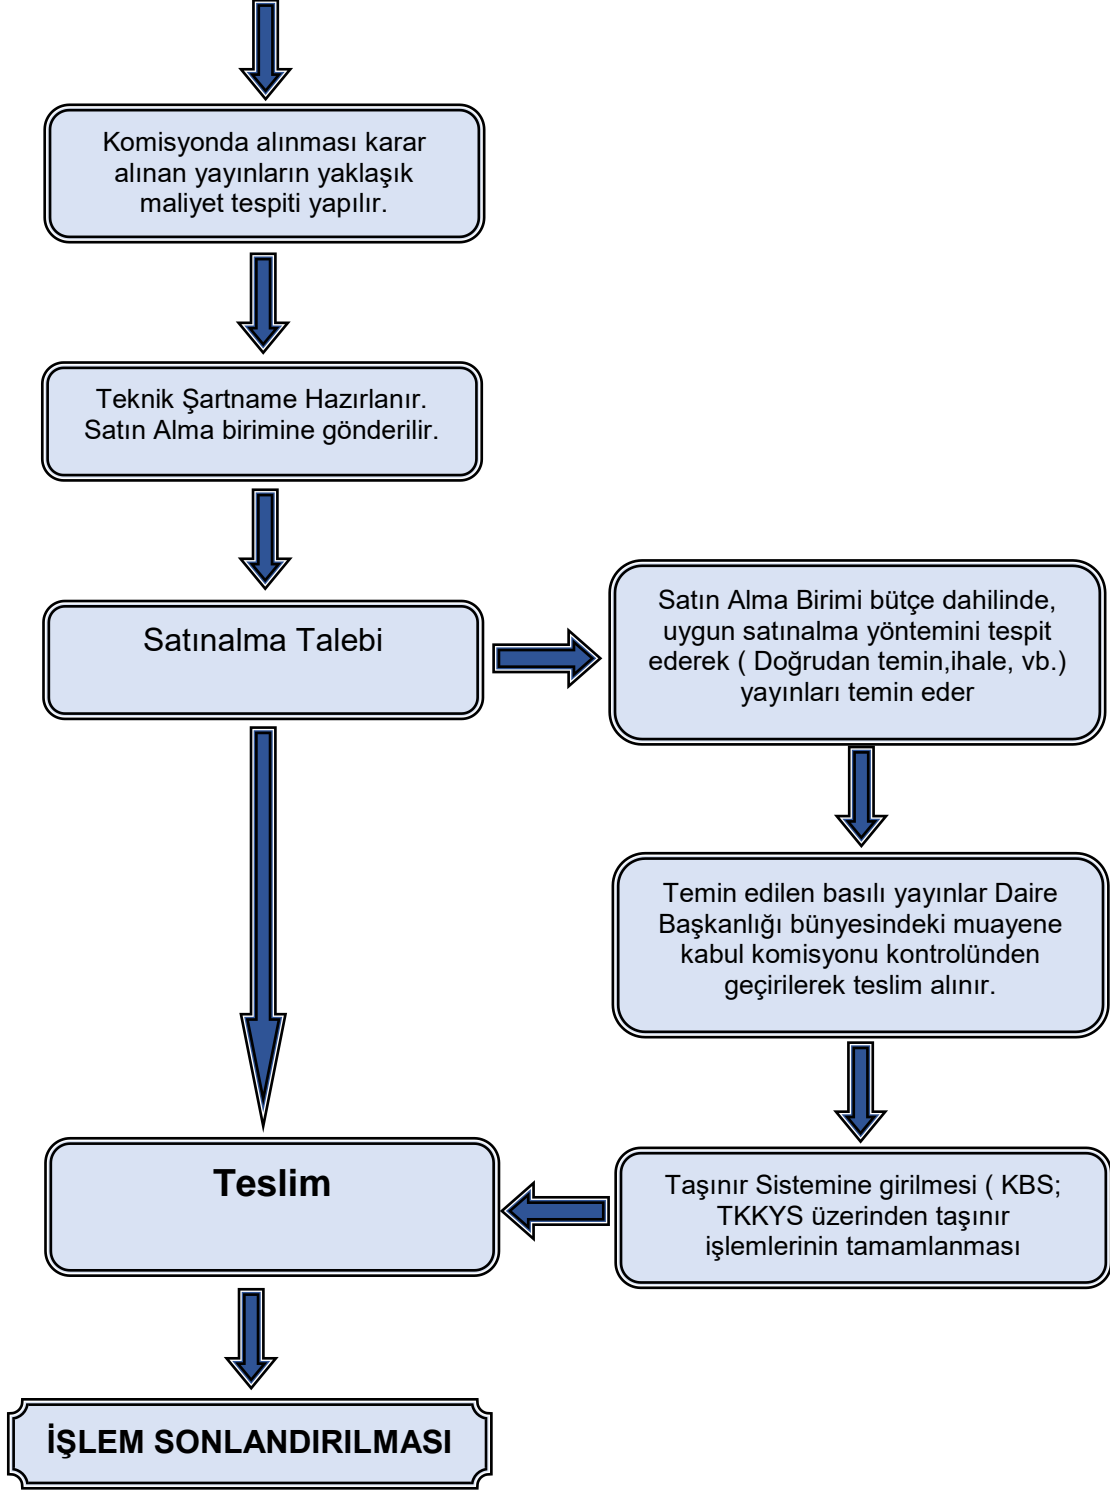 Komisyonda alınması karar
alınan yayınların yaklaşık
maliyet tespiti yapılır.
Teknik Şartname Hazırlanır.
Satın Alma birimine gönderilir.
Satınalma Talebi
Satın Alma Birimi bütçe dahilinde,
uygun satınalma yöntemini tespit
ederek ( Doğrudan temin,ihale, vb.)
yayınları temin eder
Temin edilen basılı yayınlar Daire
Başkanlığı bünyesindeki muayene
kabul komisyonu kontrolünden
geçirilerek teslim alınır.
Taşınır Sistemine girilmesi ( KBS;
TKKYS üzerinden taşınır
işlemlerinin tamamlanması
Teslim
İŞLEM SONLANDIRILMASI